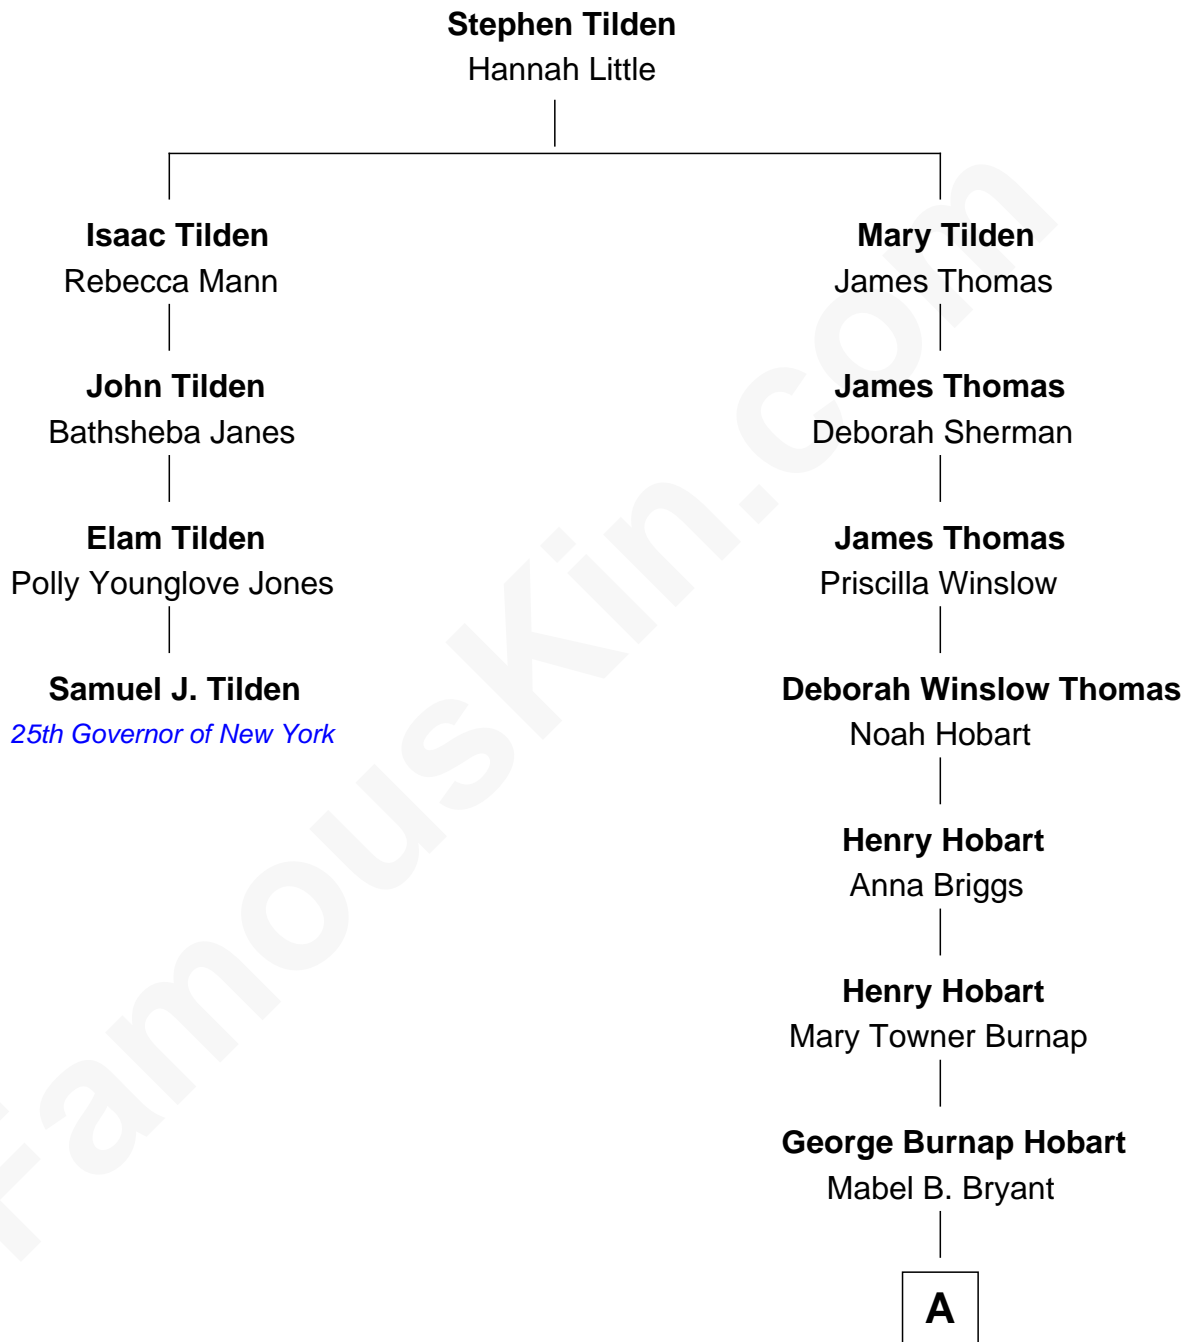 Stephen Tilden
Hannah Little
Isaac Tilden
Rebecca Mann
John Tilden
Bathsheba Janes
Elam Tilden
Polly Younglove Jones
Samuel J. Tilden
25th Governor of New York
Mary Tilden
James Thomas
James Thomas
Deborah Sherman
James Thomas
Priscilla Winslow
Deborah Winslow Thomas
Noah Hobart
Henry Hobart
Anna Briggs
Henry Hobart
Mary Towner Burnap
George Burnap Hobart
Mabel B. Bryant
A
FamousKin.com